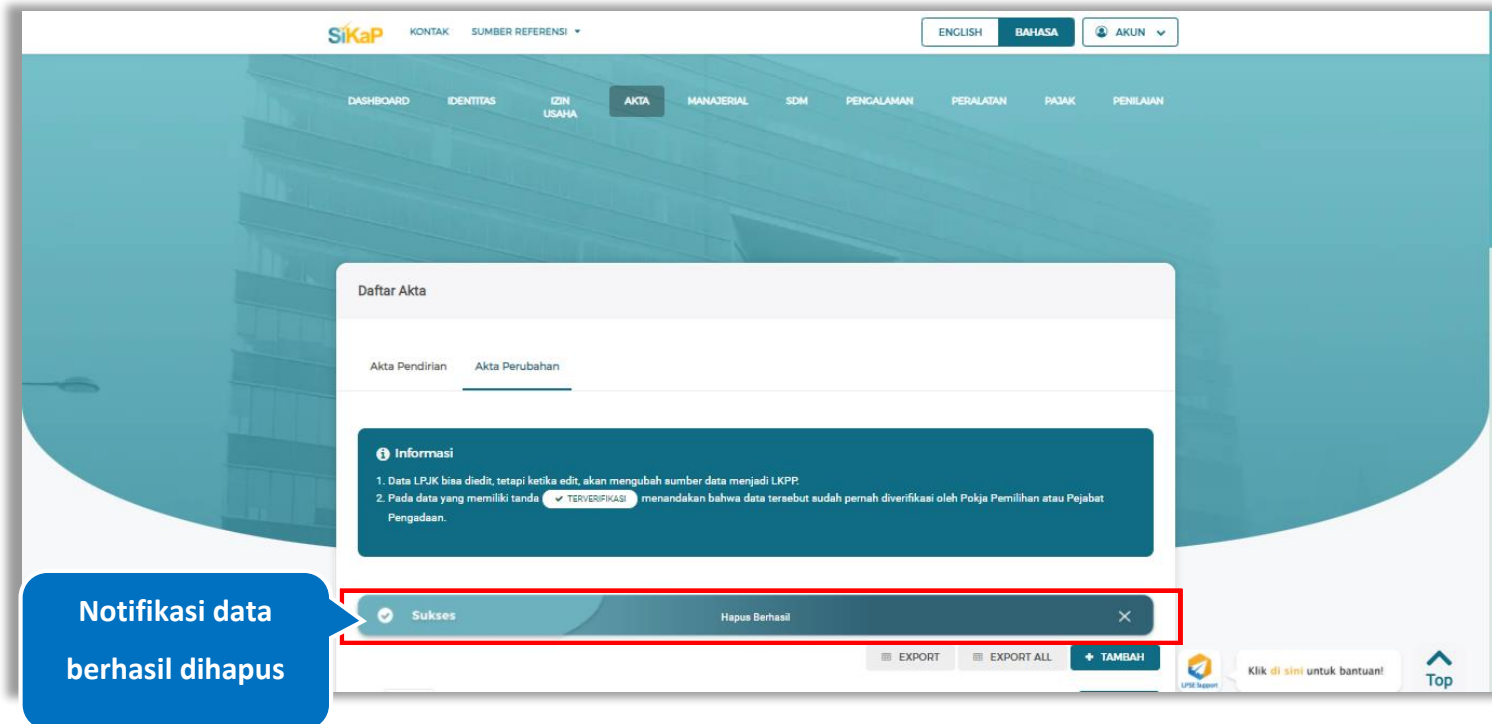 SiKaP KONTAK SUMBER REFERENSI ENGLISH BAHASA AKUN
DASHBOARD IDENTITAS IZIN USAHA AKTA MANAJERIAL SDM PENGALAMAN PERALATAN PAJAK PENILAIAN
Daftar Akta
Akta Pendirian Akta Perubahan
Informasi
1. Data LPJK bisa diedit, tetapi ketika edit, akan mengubah sumber data menjadi LKPP.
2. Pada data yang memiliki tanda TERVERIFIKASI menandakan bahwa data tersebut sudah pernah diverifikasi oleh Pokja Pemilihan atau Pejabat
Pengadaan.
Notifikasi data
berhasil dihapus
Sukses Hapus Berhasil
EXPORT EXPORT ALL + TAMBAH
LPSE Support
Klik di sini untuk bantuan!
Top